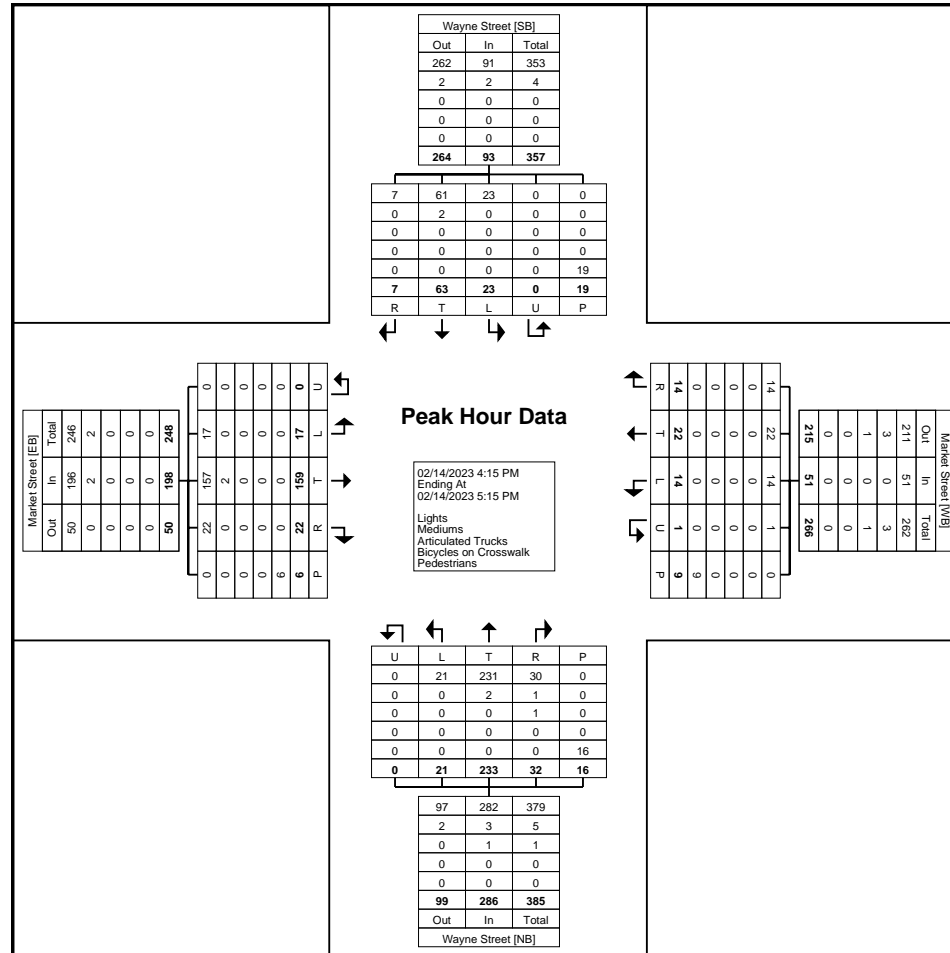 Wayne Street [SB]
Out In Total
262 91 353
2 2 4
0 0 0
0 0 0
0 0 0
264 93 357
7 61 23 0 0
0 2 0 0 0
0 0 0 0 0
0 0 0 0 0
0 0 0 0 19
7 63 23 0 19
R T L U P
Market Street [EB]
Total In Out
246 196 50
2 2 0
0 0 0
0 0 0
0 0 0
248 198 50
0 17 157 22 0
0 0 2 0 0
0 0 0 0 0
0 0 0 0 0
0 0 0 0 6
0 17 159 22 6
U L T R P
Peak Hour Data
02/14/2023 4:15 PM
Ending At
02/14/2023 5:15 PM
Lights
Mediums
Articulated Trucks
Bicycles on Crosswalk
Pedestrians
R T L U P
14 22 14 1 9
0 0 0 0 9
0 0 0 0 0
0 0 0 0 0
0 0 0 0 0
14 22 14 1 0
215 51 266
0 0 0
0 0 0
1 0 1
3 0 3
211 51 262
Out In Total
Market Street [WB]
U L T R P
0 21 231 30 0
0 0 2 1 0
0 0 0 1 0
0 0 0 0 0
0 0 0 0 16
0 21 233 32 16
97 282 379
2 3 5
0 1 1
0 0 0
0 0 0
99 286 385
Out In Total
Wayne Street [NB]